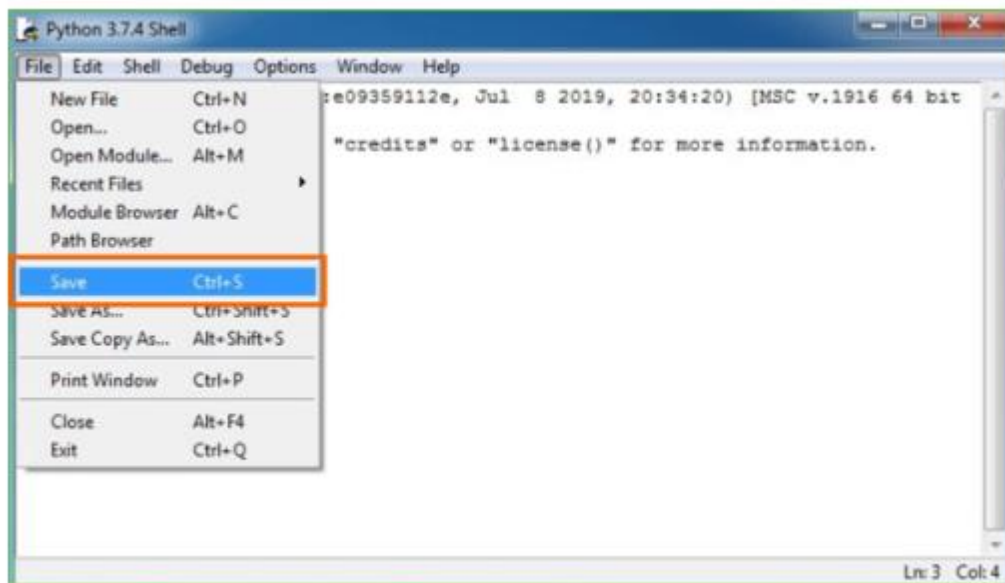 Python 3.7.4 Shell
File Edit Shell Debug Options Window Help
New File Ctrl+N
:e09359112e, Jul 8 2019, 20:34:20) [MSC v.1916 64 bit
Open... Ctrl+O
"credits" or "license()" for more information.
Open Module... Alt+M
Recent Files
Module Browser Alt+C
Path Browser
Save Ctrl+S
Save As... Ctrl+Shift+S
Save Copy As... Alt+Shift+S
Print Window Ctrl+P
Close Alt+F4
Exit Ctrl+Q
Ln: 3 Col: 4